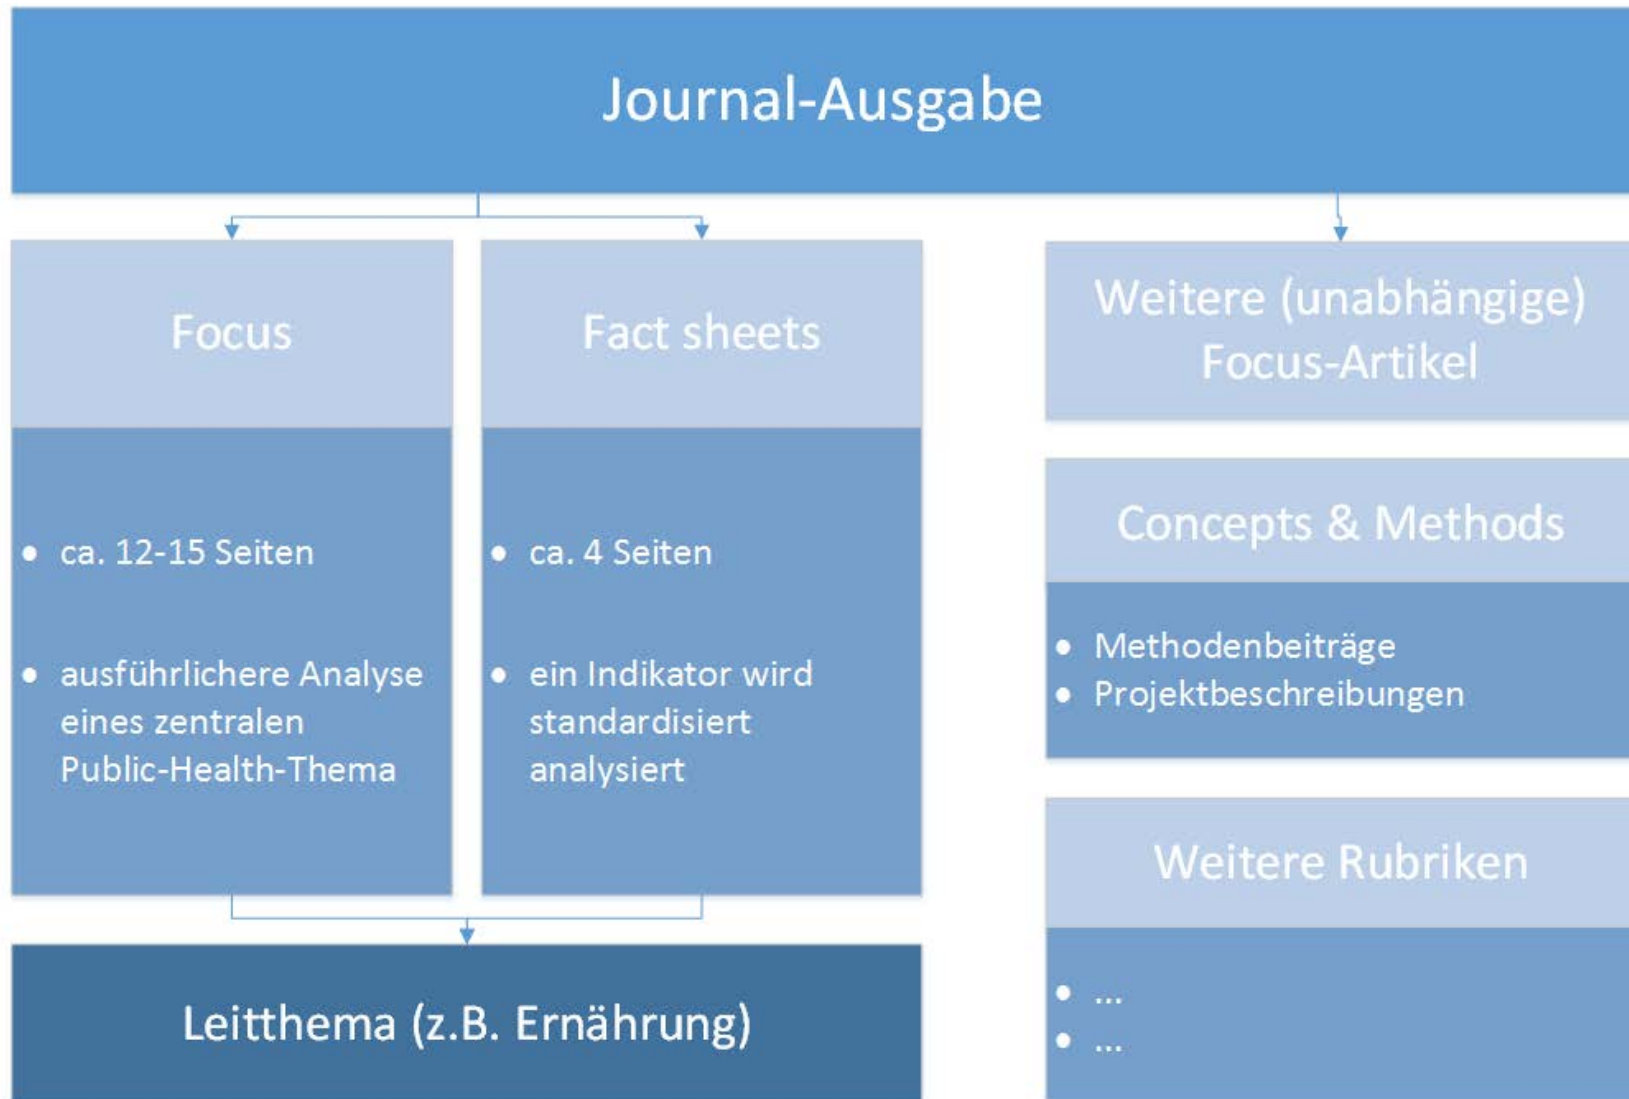 Journal-Ausgabe
Focus
• ca. 12-15 Seiten
• ausführlichere Analyse
eines zentralen
Public-Health-Thema
Fact sheets
• ca. 4 Seiten
• ein Indikator wird
standardisiert
analysiert
Leitthema (z.B. Ernährung)
Weitere (unabhängige)
Focus-Artikel
Concepts & Methods
• Methodenbeiträge
• Projektbeschreibungen
Weitere Rubriken
• ...
• ...